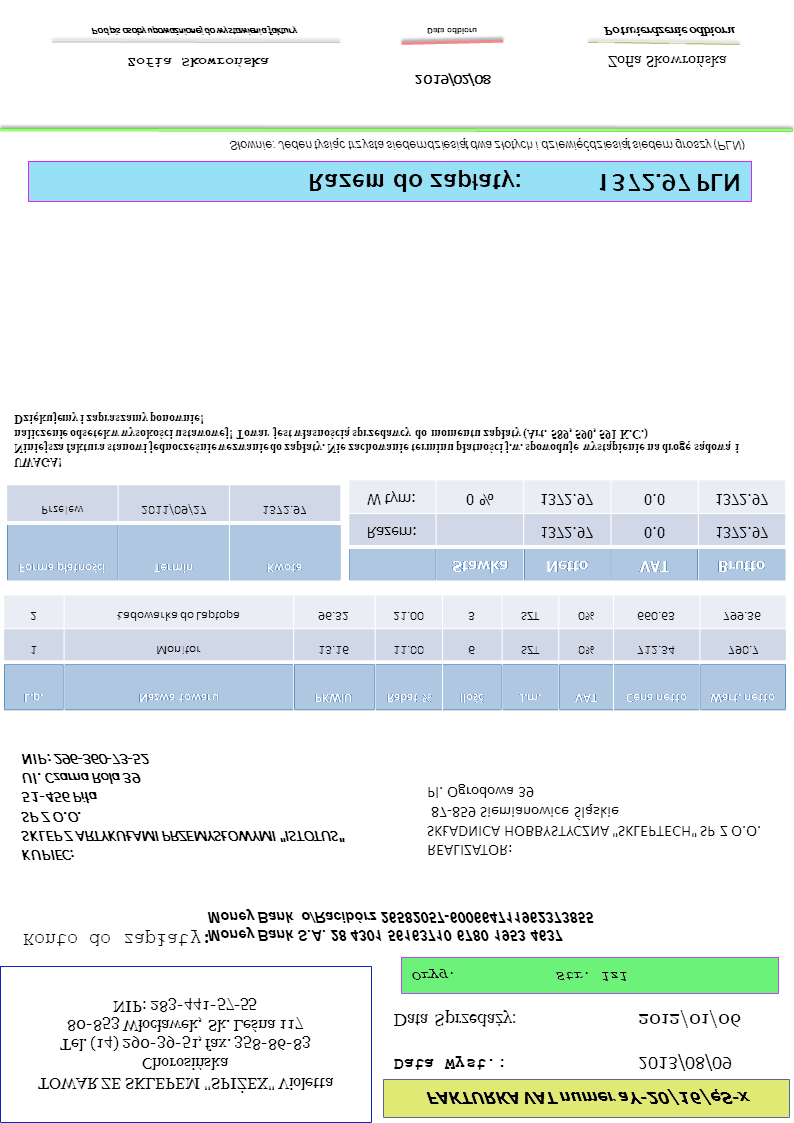 FAKTURKA VAT numer aY-20/16/ęS-x
TOWAR ZE SKLEPEM "SPIŻEX" Violetta
Chorosińska
Tel. (14) 290-39-51, fax. 358-86-83
80-853 Włocławek, Sk. Leśna 117
NIP: 283-441-57-55
Data Wyst.: 2013/08/09
Data Sprzedaży: 2012/01/06
Oryg. Str. 1z1
Konto do zapłaty: Money Bank S.A. 28 4301 56163710 6780 1953 4637
Money Bank o/Racibórz 26582057-600664711962373855
KUPIEC:
SKLEP Z ARTYKUŁAMI PRZEMYSŁOWYMI "ISTOTUS"
SP Z O.O.
51-456 Piła
Ul. Czarna Rola 39
NIP: 296-360-73-52
REALIZATOR:
SKŁADNICA HOBBYSTYCZNA "SKLEPTECH" SP Z O.O.
87-859 Siemianowice Śląskie
Pl. Ogrodowa 39
L.p. Nazwa towaru PKWiU Rabat % Ilość J.m. VAT Cena netto Wart. netto
1 Monitor 13.16 11.00 6 SZT 0% 712.34 790.7
2 Ładowarka do Laptopa 96.32 21.00 3 SZT 0% 660.63 799.36
Forma płatności Termin Kwota
Przelew 2011/09/27 1372.97
Stawka Netto VAT Brutto
Razem: 1372.97 0.0 1372.97
W tym: 0 % 1372.97 0.0 1372.97
UWAGA!
Niniejsza faktura stanowi jednocześnie wezwanie do zapłaty. Nie zachowanie terminu płatności j.w. spowoduje wystąpienie na drogę sądową i
naliczenie odsetek w wysokości ustawowej! Towar jest własnością sprzedawcy do momentu zapłaty (Art. 589, 590, 591 K.C.)
Dziękujemy i zapraszamy ponownie!
Razem do zapłaty: 1372.97 PLN
Słownie: Jeden tysiąc trzysta siedemdziesiąt dwa złotych i dziewięćdziesiąt siedem groszy (PLN)
Zofia Skowrońska 2019/02/08 Zofia Skowrońska
Podpis osoby upoważnionej do wystawienia faktury Data odbioru Potwierdzenie odbioru